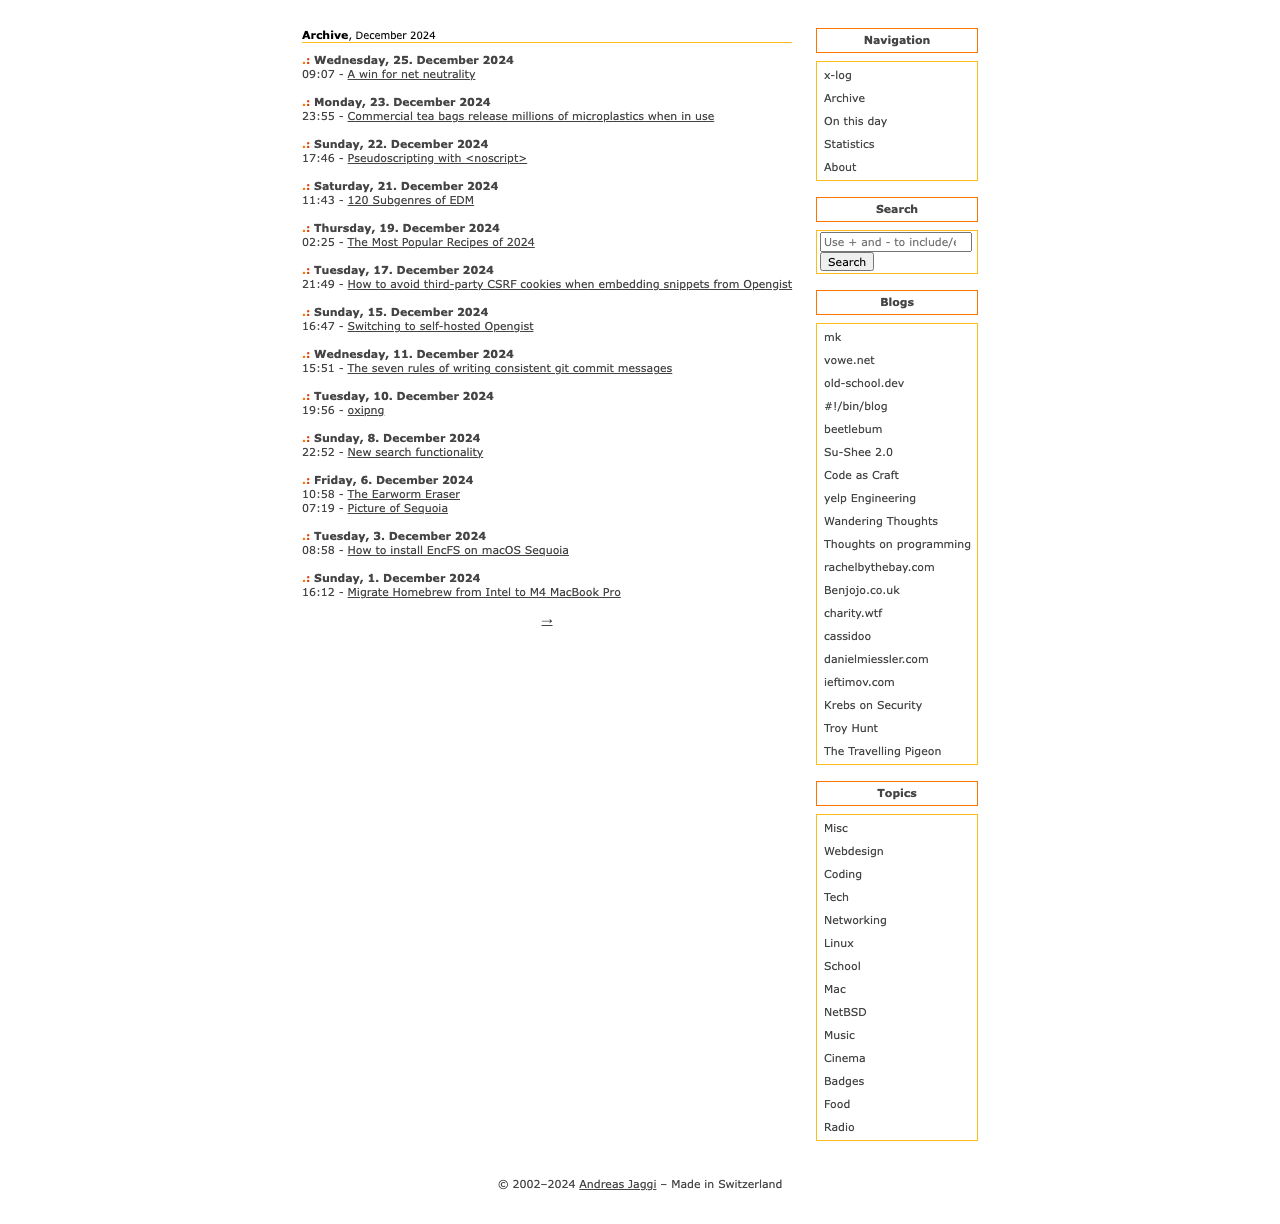 Archive, December 2024
.: Wednesday, 25. December 2024
09:07 - A win for net neutrality
.: Monday, 23. December 2024
23:55 - Commercial tea bags release millions of microplastics when in use
.: Sunday, 22. December 2024
17:46 - Pseudoscripting with <noscript>
.: Saturday, 21. December 2024
11:43 - 120 Subgenres of EDM
.: Thursday, 19. December 2024
02:25 - The Most Popular Recipes of 2024
.: Tuesday, 17. December 2024
21:49 - How to avoid third-party CSRF cookies when embedding snippets from Opengist
.: Sunday, 15. December 2024
16:47 - Switching to self-hosted Opengist
.: Wednesday, 11. December 2024
15:51 - The seven rules of writing consistent git commit messages
.: Tuesday, 10. December 2024
19:56 - oxipng
.: Sunday, 8. December 2024
22:52 - New search functionality
.: Friday, 6. December 2024
10:58 - The Earworm Eraser
07:19 - Picture of Sequoia
.: Tuesday, 3. December 2024
08:58 - How to install EncFS on macOS Sequoia
.: Sunday, 1. December 2024
16:12 - Migrate Homebrew from Intel to M4 MacBook Pro
→
Navigation
x-log
Archive
On this day
Statistics
About
Search
Use + and - to include/e
Search
Blogs
mk
vowe.net
old-school.dev
#!/bin/blog
beetlebum
Su-Shee 2.0
Code as Craft
yelp Engineering
Wandering Thoughts
Thoughts on programming
rachelbythebay.com
Benjojo.co.uk
charity.wtf
cassidoo
danielmiessler.com
ieftimov.com
Krebs on Security
Troy Hunt
The Travelling Pigeon
Topics
Misc
Webdesign
Coding
Tech
Networking
Linux
School
Mac
NetBSD
Music
Cinema
Badges
Food
Radio
© 2002–2024 Andreas Jaggi – Made in Switzerland